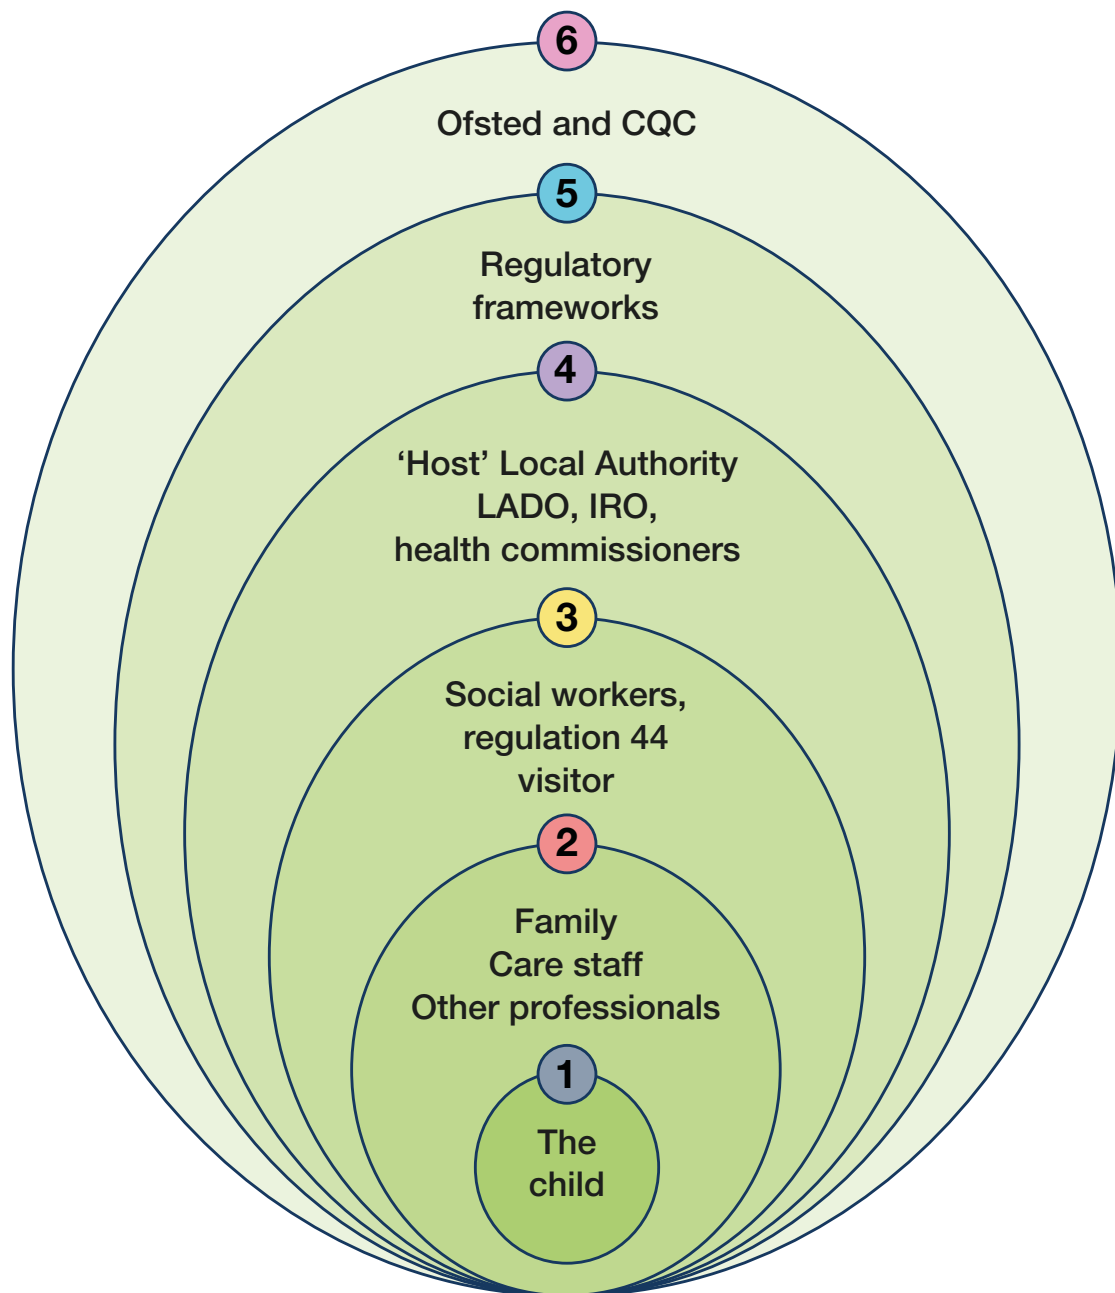 6
Ofsted and CQC
5
Regulatory
frameworks
4
‘Host’ Local Authority
LADO, IRO,
health commissioners
3
Social workers,
regulation 44
visitor
2
Family
Care staff
Other professionals
1
The
child